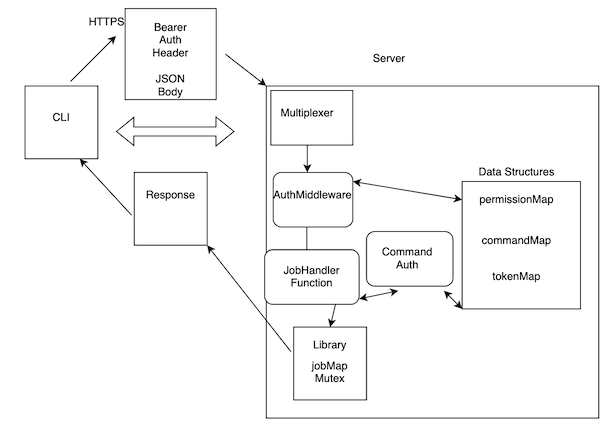 HTTPS
Bearer
Auth
Header
JSON
Body
Server
CLI
Multiplexer
Response
AuthMiddleware
Data Structures
permissionMap
commandMap
tokenMap
Command
Auth
JobHandler
Function
Library
jobMap
Mutex